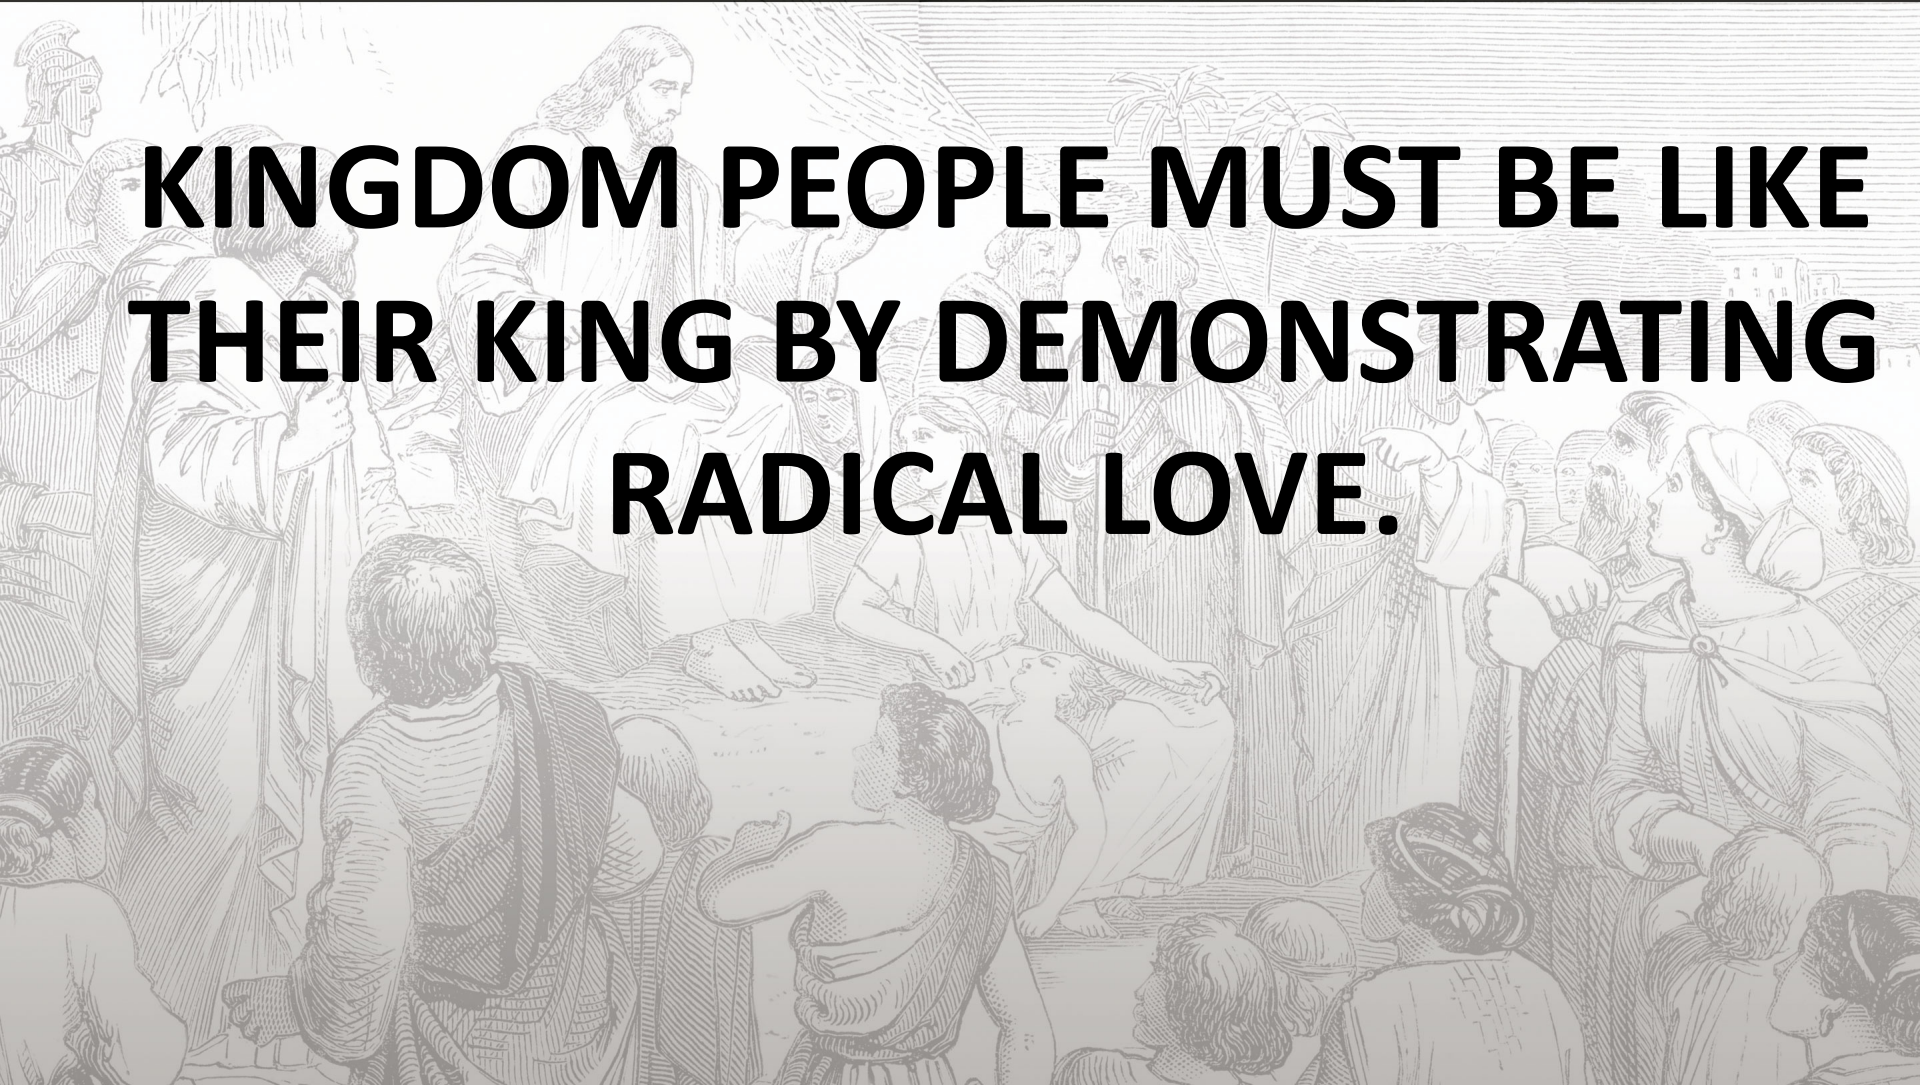 KINGDOM PEOPLE MUST BE LIKE
THEIR KING BY DEMONSTRATING
RADICAL LOVE.